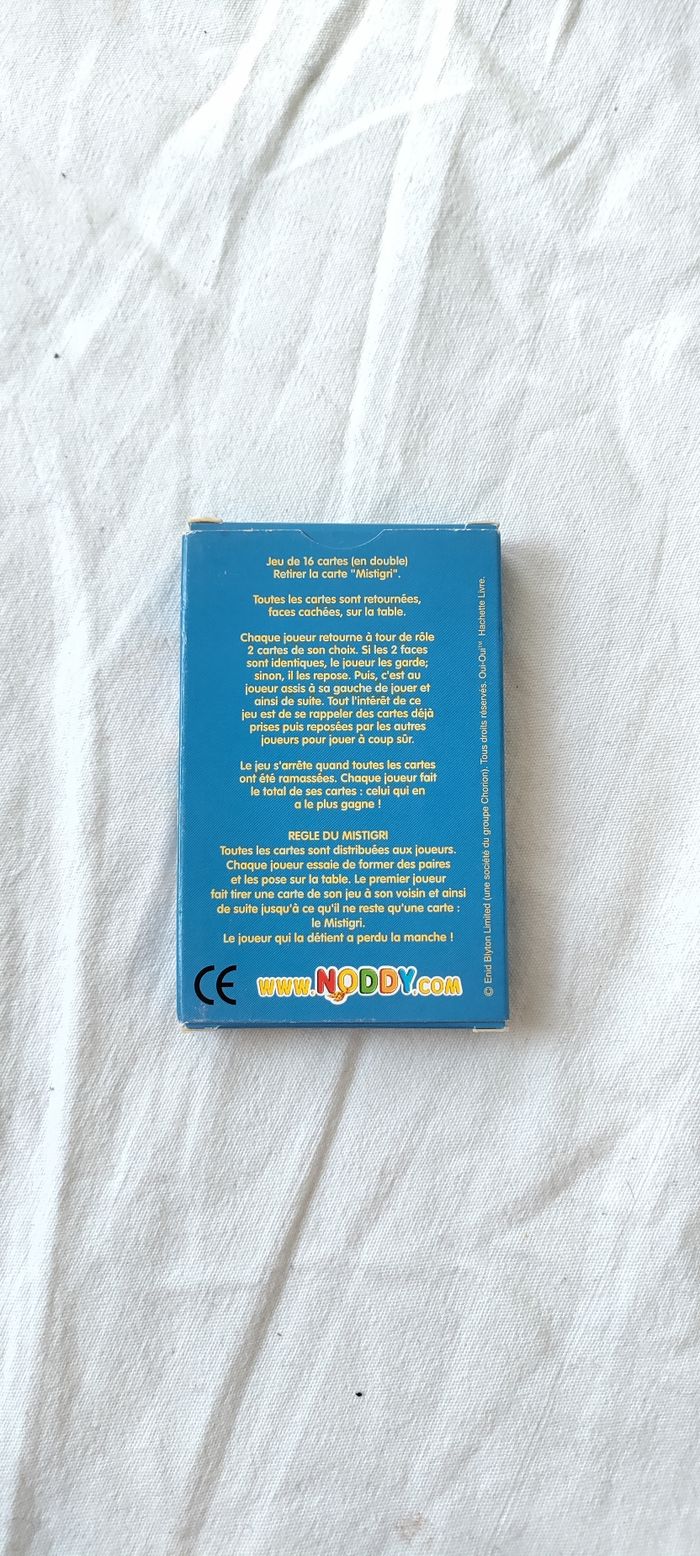 Jeu de 16 cartes (en double)
Retirer la carte "Mistigri".
Toutes les cartes sont retournées,
faces cachées, sur la table.
Chaque joueur retourne à tour de rôle
2 cartes de son choix. Si les 2 faces
sont identiques, le joueur les garde;
sinon, il les repose. Puis, c'est au
joueur assis à sa gauche de jouer et
ainsi de suite. Tout l'intérêt de ce
jeu est de se rappeler des cartes déjà
prises puis reposées par les autres
joueurs pour jouer à coup sûr.
Le jeu s'arrête quand toutes les cartes
ont été ramassées. Chaque joueur fait
le total de ses cartes : celui qui en
a le plus gagne !
REGLE DU MISTIGRI
Toutes les cartes sont distribuées aux joueurs.
Chaque joueur essaie de former des paires
et les pose sur la table. Le premier joueur
fait tirer une carte de son jeu à son voisin et ainsi
de suite jusqu'à ce qu'il ne reste qu'une carte :
le Mistigri.
Le joueur qui la détient a perdu la manche !
CE www.NODDY.com
© Enid Blyton Limited (une société du groupe Chorion). Tous droits réservés. Oui-Oui™ Hachette Livre.